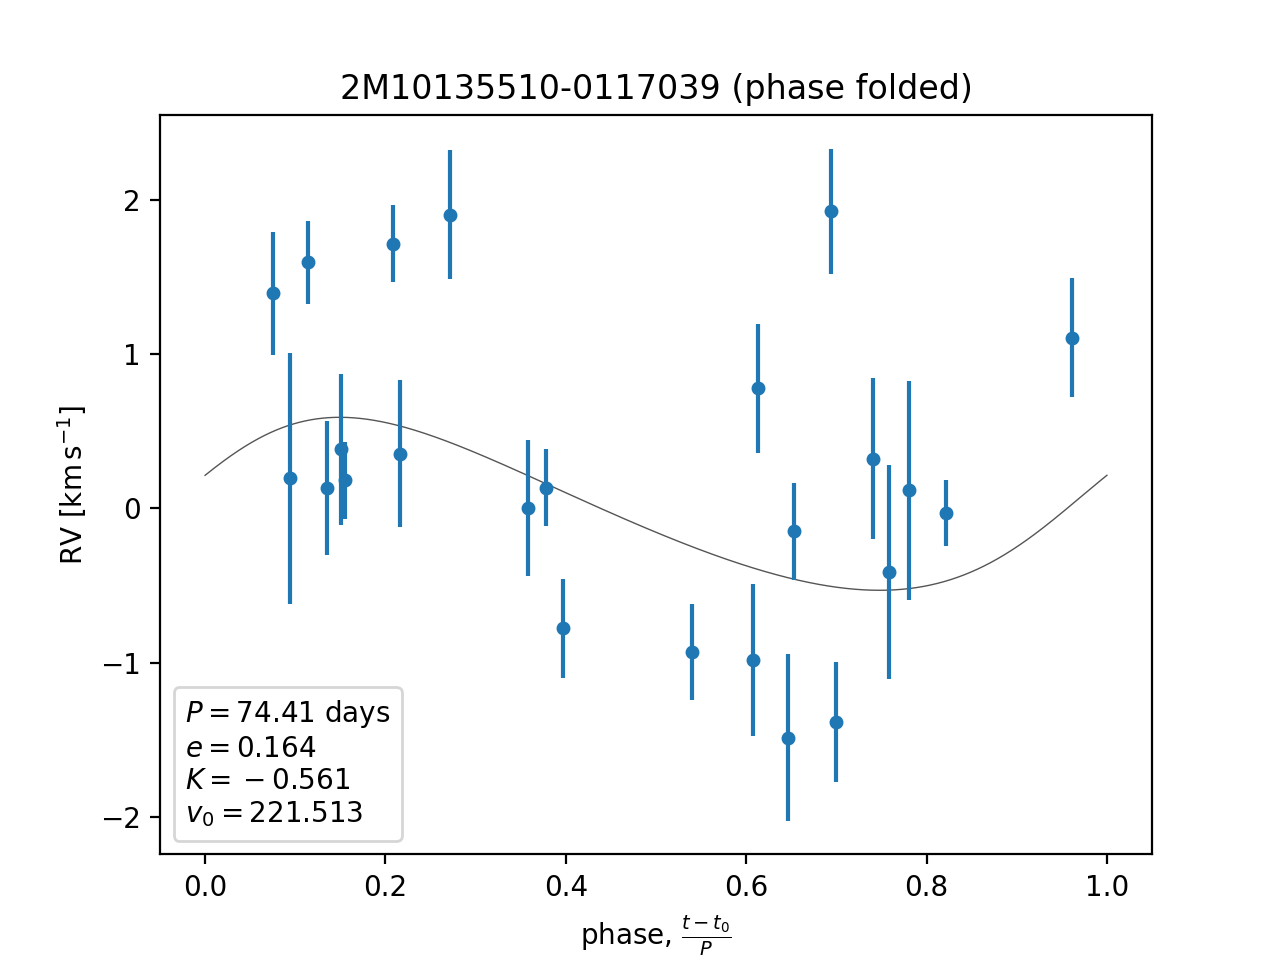 2M10135510-0117039 (phase folded)
RV [km s⁻¹]
2
1
0
−1
−2
P = 74.41 days
e = 0.164
K = −0.561
v₀ = 221.513
0.0 0.2 0.4 0.6 0.8 1.0
phase, (t − t₀)/P